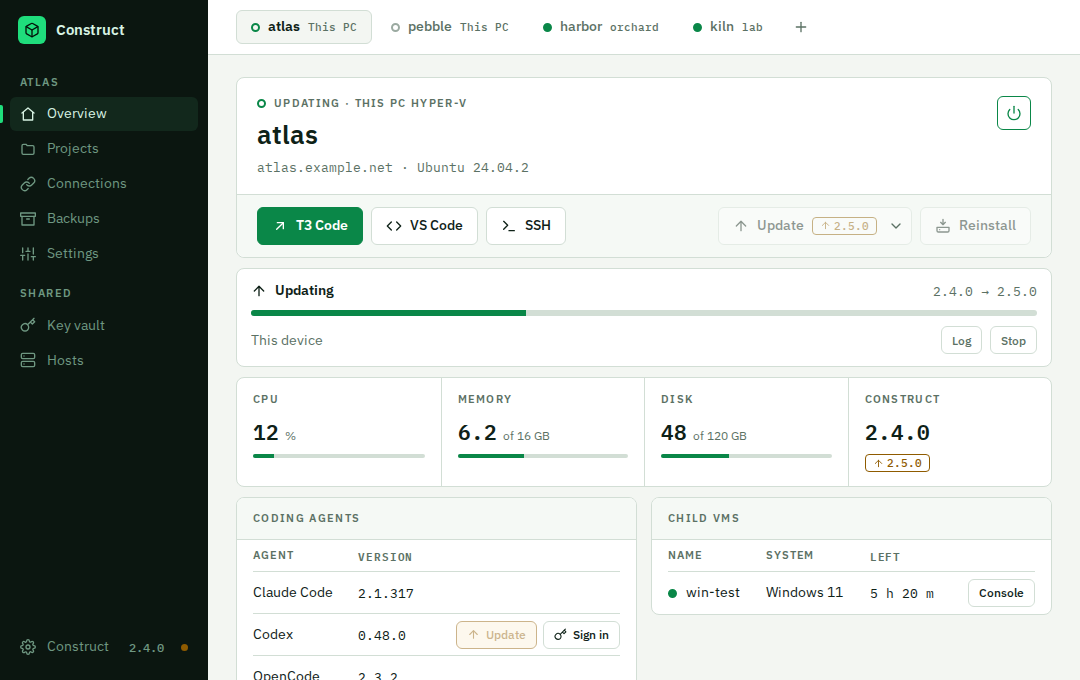 Construct
atlas This PC
pebble This PC
harbor orchard
kiln lab
ATLAS
Overview
Projects
Connections
Backups
Settings
SHARED
Key vault
Hosts
Construct 2.4.0
UPDATING · THIS PC HYPER-V
atlas
atlas.example.net · Ubuntu 24.04.2
T3 Code
VS Code
SSH
Update ↑ 2.5.0
Reinstall
Updating
2.4.0 → 2.5.0
This device
Log
Stop
CPU
12 %
MEMORY
6.2 of 16 GB
DISK
48 of 120 GB
CONSTRUCT
2.4.0
↑ 2.5.0
CODING AGENTS
AGENT VERSION
Claude Code 2.1.317
Codex 0.48.0 Update Sign in
OpenCode 2.3.2
CHILD VMS
NAME SYSTEM LEFT
win-test Windows 11 5 h 20 m Console